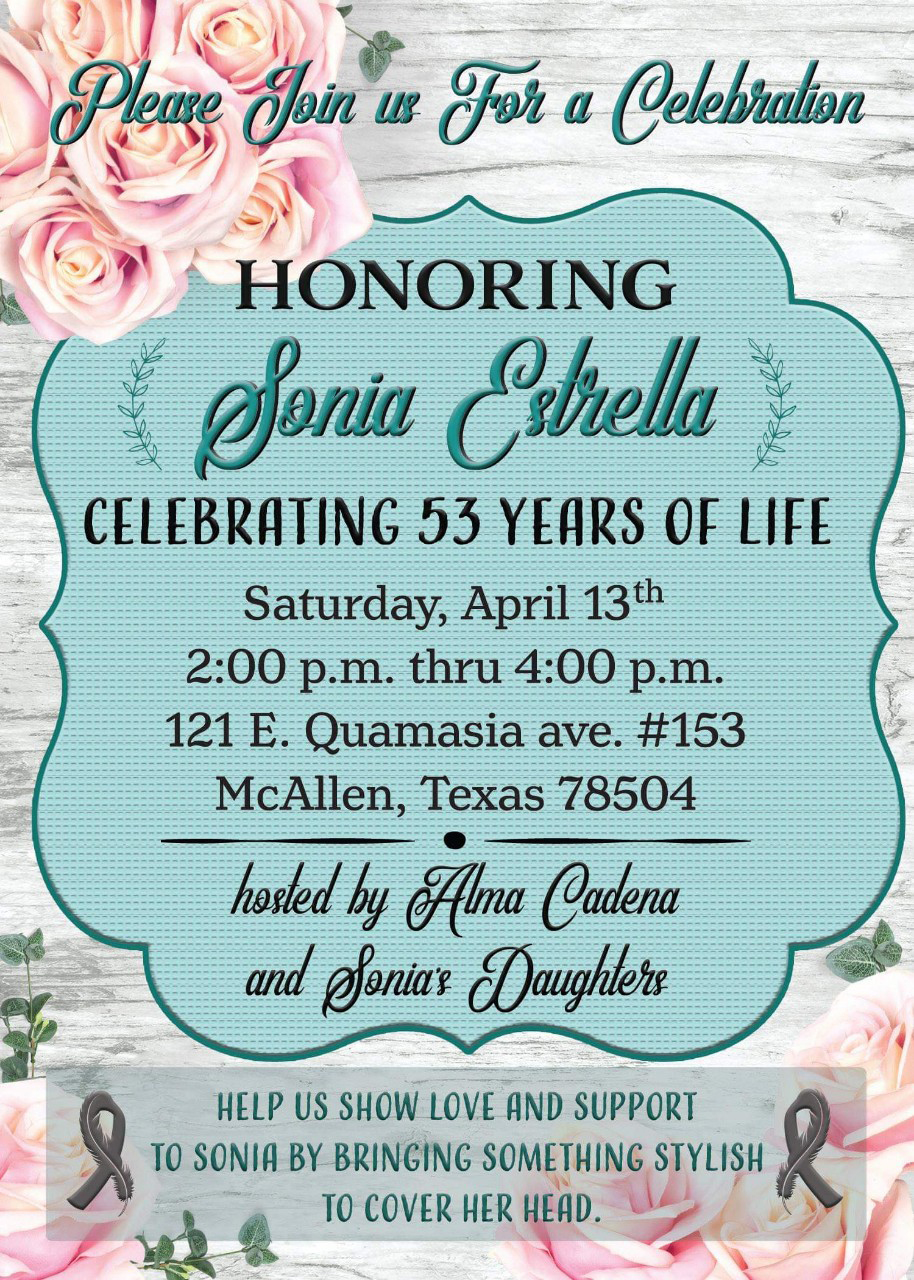 Please Join us For a Celebration
HONORING
Sonia Estrella
CELEBRATING 53 YEARS OF LIFE
Saturday, April 13th
2:00 p.m. thru 4:00 p.m.
121 E. Quamasia ave. #153
McAllen, Texas 78504
hosted by Alma Cadena
and Sonia's Daughters
HELP US SHOW LOVE AND SUPPORT
TO SONIA BY BRINGING SOMETHING STYLISH
TO COVER HER HEAD.